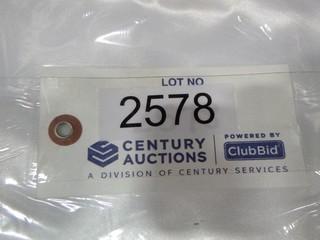 LOT NO
2578
CENTURY AUCTIONS
POWERED BY
ClubBid
A DIVISION OF CENTURY SERVICES